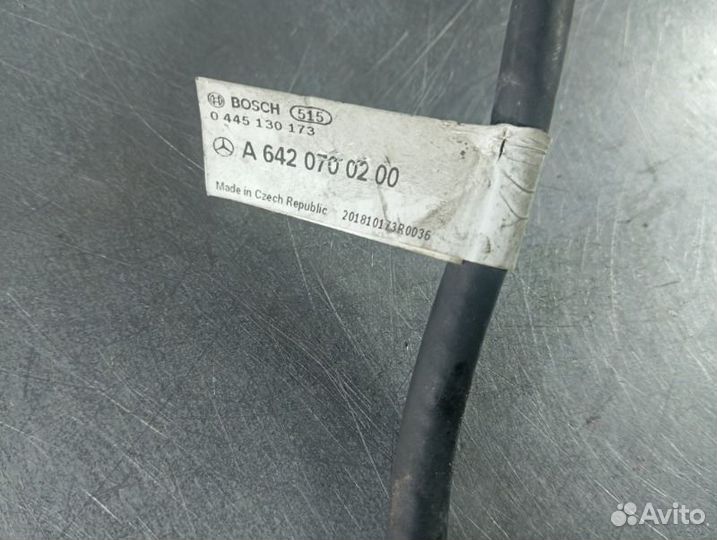 BOSCH 515
0 445 130 173
A 642 070 02 00
Made in Czech Republic 201810173R0036
Avito